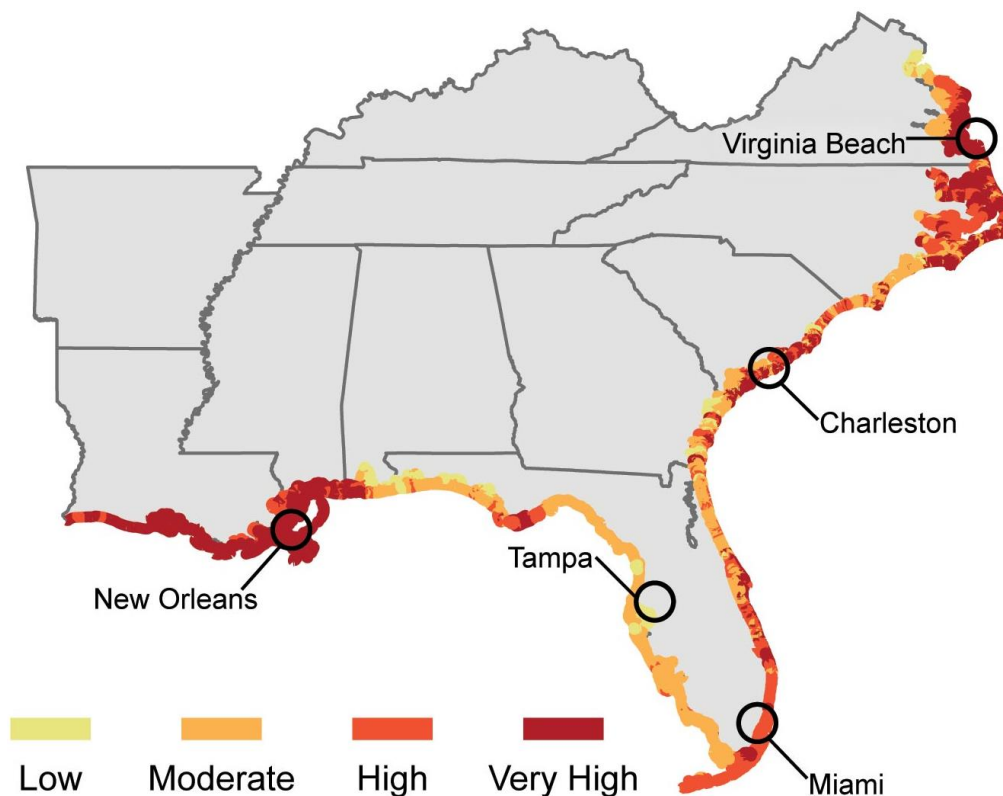 Virginia Beach
Charleston
Tampa
New Orleans
Miami
Low
Moderate
High
Very High